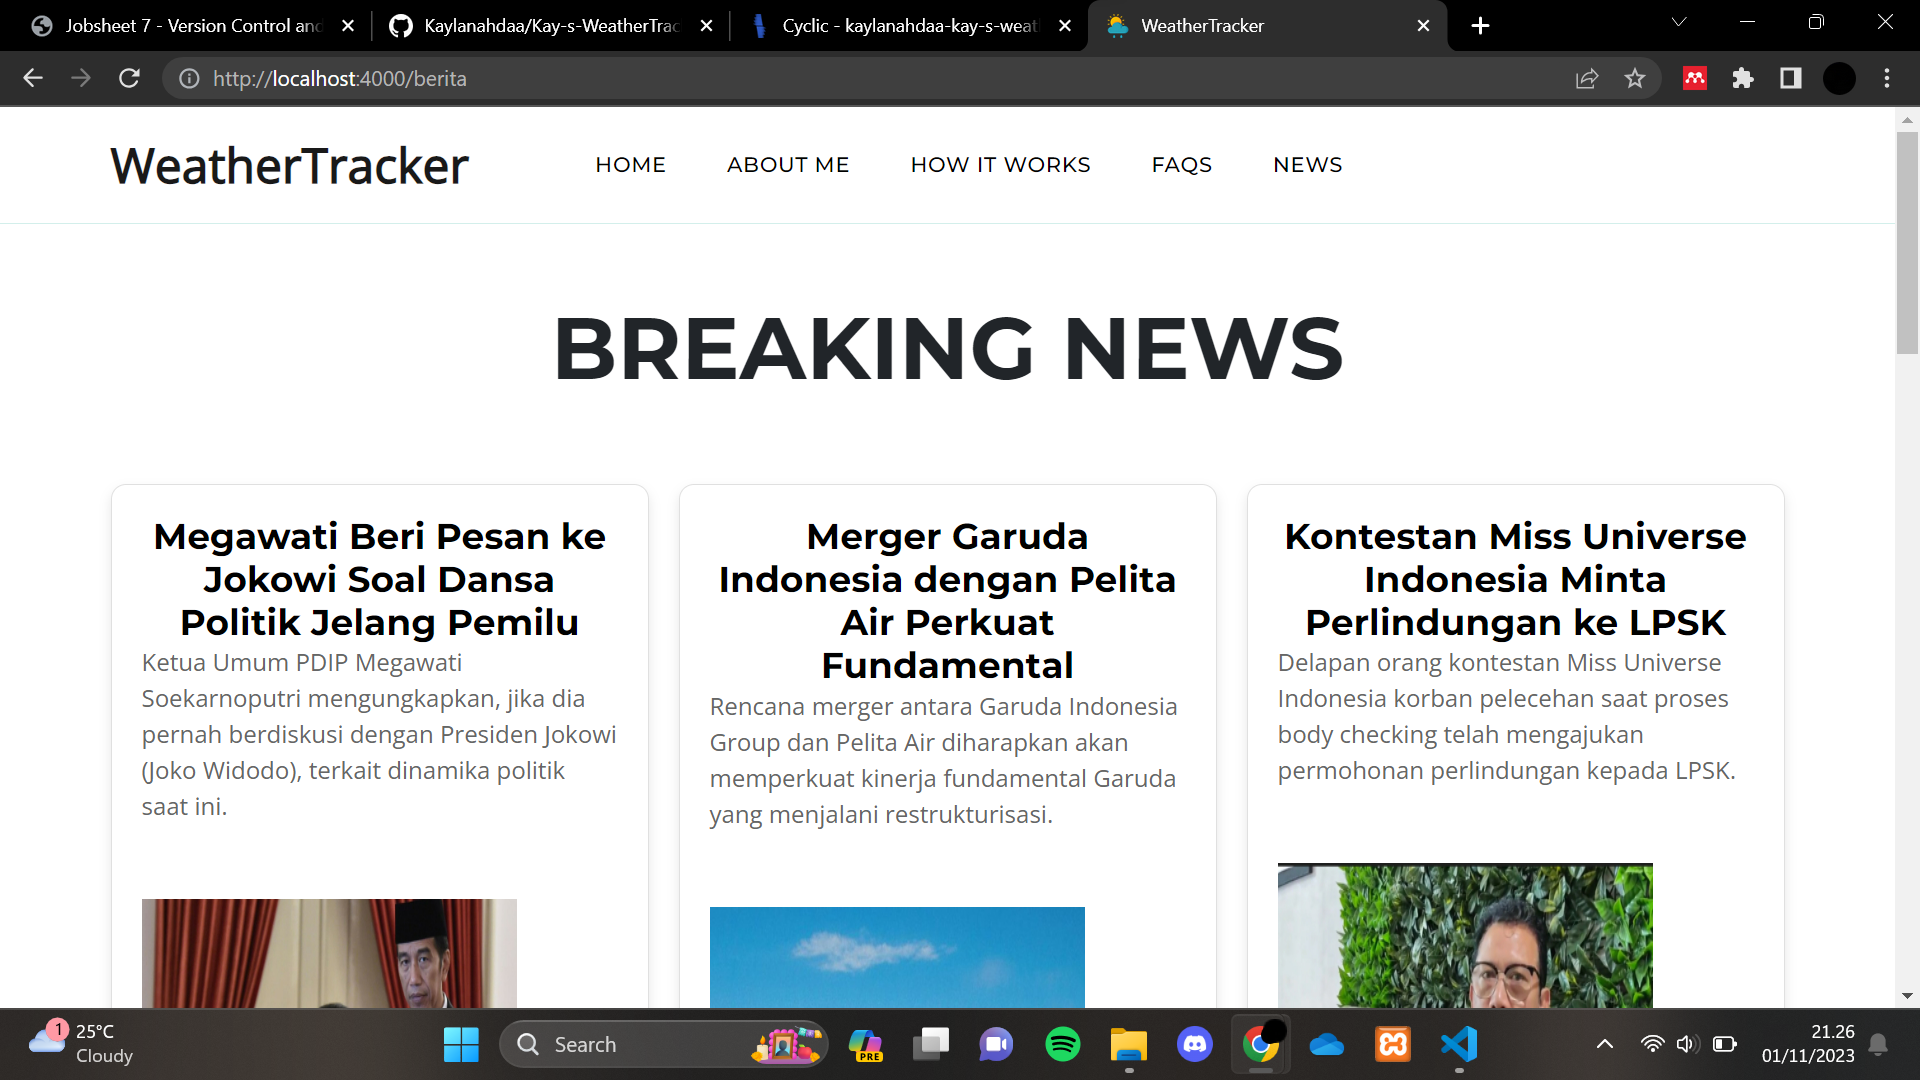 Jobsheet 7 - Version Control and
Kaylanahdaa/Kay-s-WeatherTrac
Cyclic - kaylanahdaa-kay-s-weat
WeatherTracker
http://localhost:4000/berita
WeatherTracker
HOME
ABOUT ME
HOW IT WORKS
FAQS
NEWS
BREAKING NEWS
Megawati Beri Pesan ke
Jokowi Soal Dansa
Politik Jelang Pemilu
Ketua Umum PDIP Megawati
Soekarnoputri mengungkapkan, jika dia
pernah berdiskusi dengan Presiden Jokowi
(Joko Widodo), terkait dinamika politik
saat ini.
Merger Garuda
Indonesia dengan Pelita
Air Perkuat
Fundamental
Rencana merger antara Garuda Indonesia
Group dan Pelita Air diharapkan akan
memperkuat kinerja fundamental Garuda
yang menjalani restrukturisasi.
Kontestan Miss Universe
Indonesia Minta
Perlindungan ke LPSK
Delapan orang kontestan Miss Universe
Indonesia korban pelecehan saat proses
body checking telah mengajukan
permohonan perlindungan kepada LPSK.
1
25°C
Cloudy
Search
PRE
21.26
01/11/2023